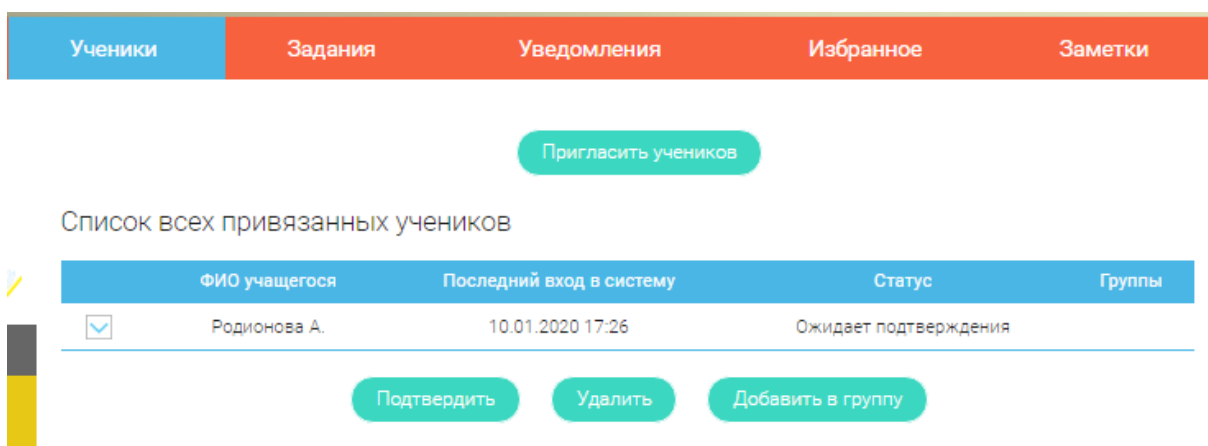 Ученики Задания Уведомления Избранное Заметки
Пригласить учеников
Список всех привязанных учеников
ФИО учащегося Последний вход в систему Статус Группы
Родионова А. 10.01.2020 17:26 Ожидает подтверждения
Подтвердить Удалить Добавить в группу